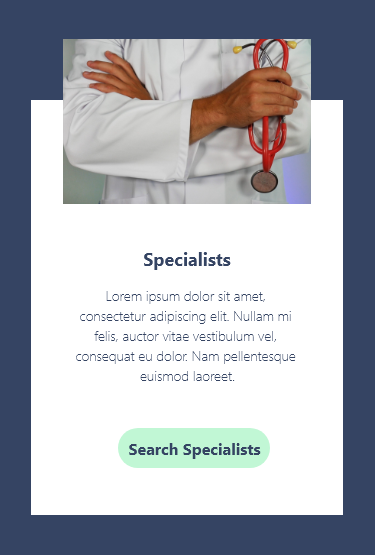 Specialists
Lorem ipsum dolor sit amet,
consectetur adipiscing elit. Nullam mi
felis, auctor vitae vestibulum vel,
consequat eu dolor. Nam pellentesque
euismod laoreet.
Search Specialists